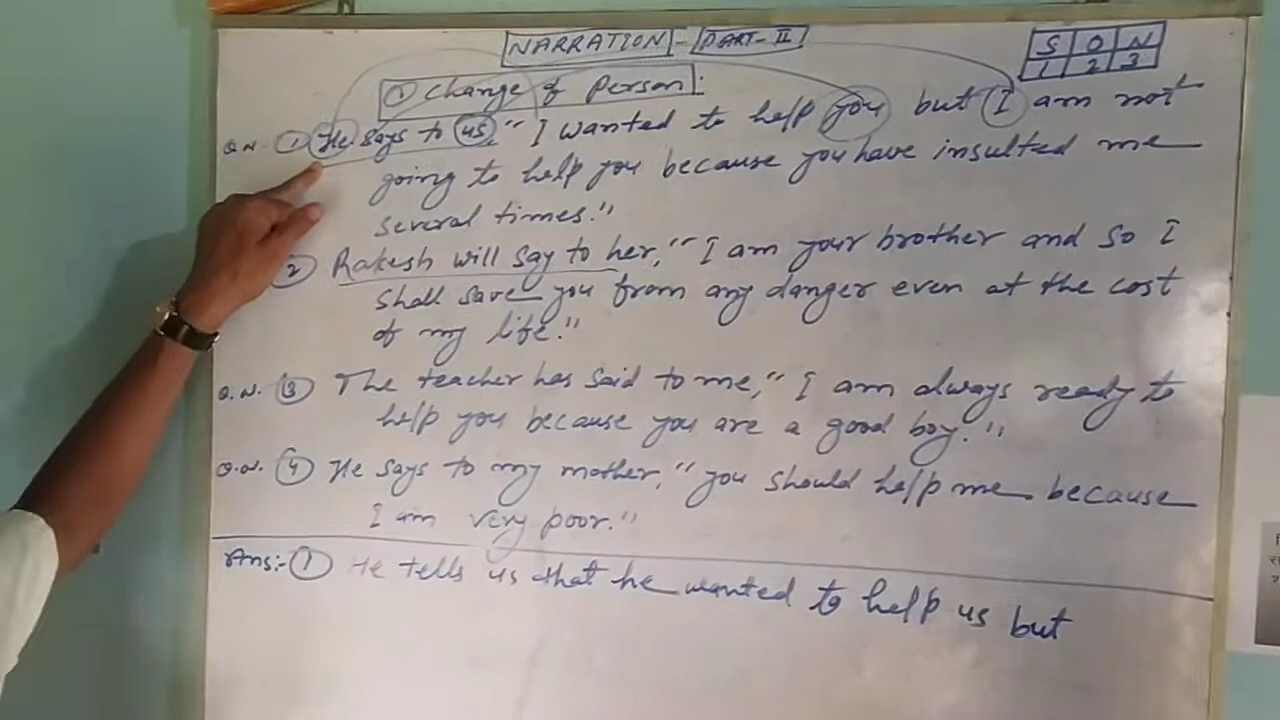 NARRATION - PART-II
S O N
1 2 3
① Change of Person:
Q.N. ① He says to us, "I wanted to help you but I am not
going to help you because you have insulted me
several times."
② Rakesh will say to her, "I am your brother and so I
shall save you from any danger even at the cost
of my life."
Q.N. ③ The teacher has said to me, "I am always ready to
help you because you are a good boy."
Q.N. ④ He says to my mother, "you should help me because
I am very poor."
Ans:- ① He tells us that he wanted to help us but